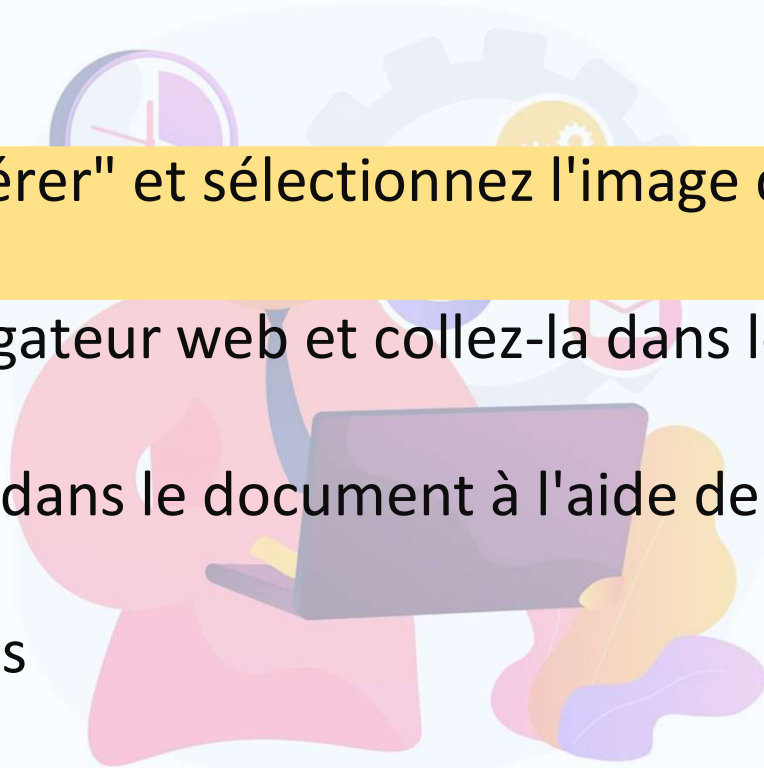 érer" et sélectionnez l'image
gateur web et collez-la dans
dans le document à l'aide de
s